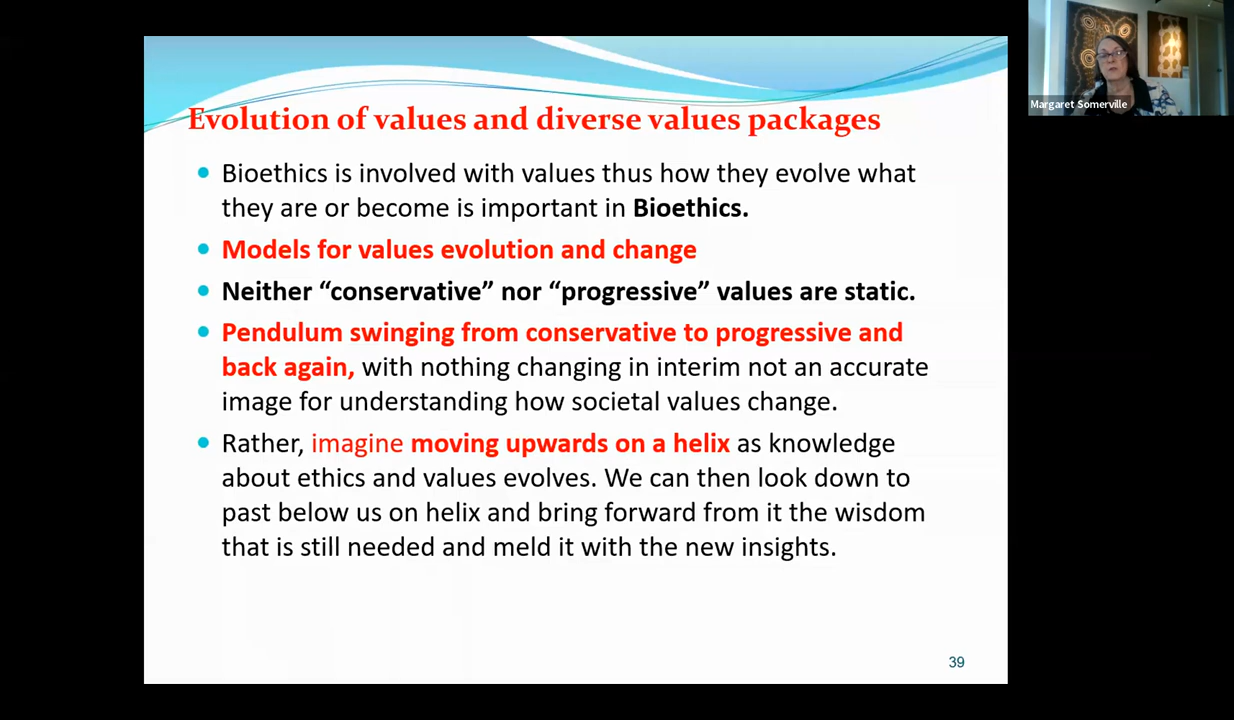 Margaret Somerville
Evolution of values and diverse values packages
Bioethics is involved with values thus how they evolve what
they are or become is important in Bioethics.
Models for values evolution and change
Neither “conservative” nor “progressive” values are static.
Pendulum swinging from conservative to progressive and
back again, with nothing changing in interim not an accurate
image for understanding how societal values change.
Rather, imagine moving upwards on a helix as knowledge
about ethics and values evolves. We can then look down to
past below us on helix and bring forward from it the wisdom
that is still needed and meld it with the new insights.
39